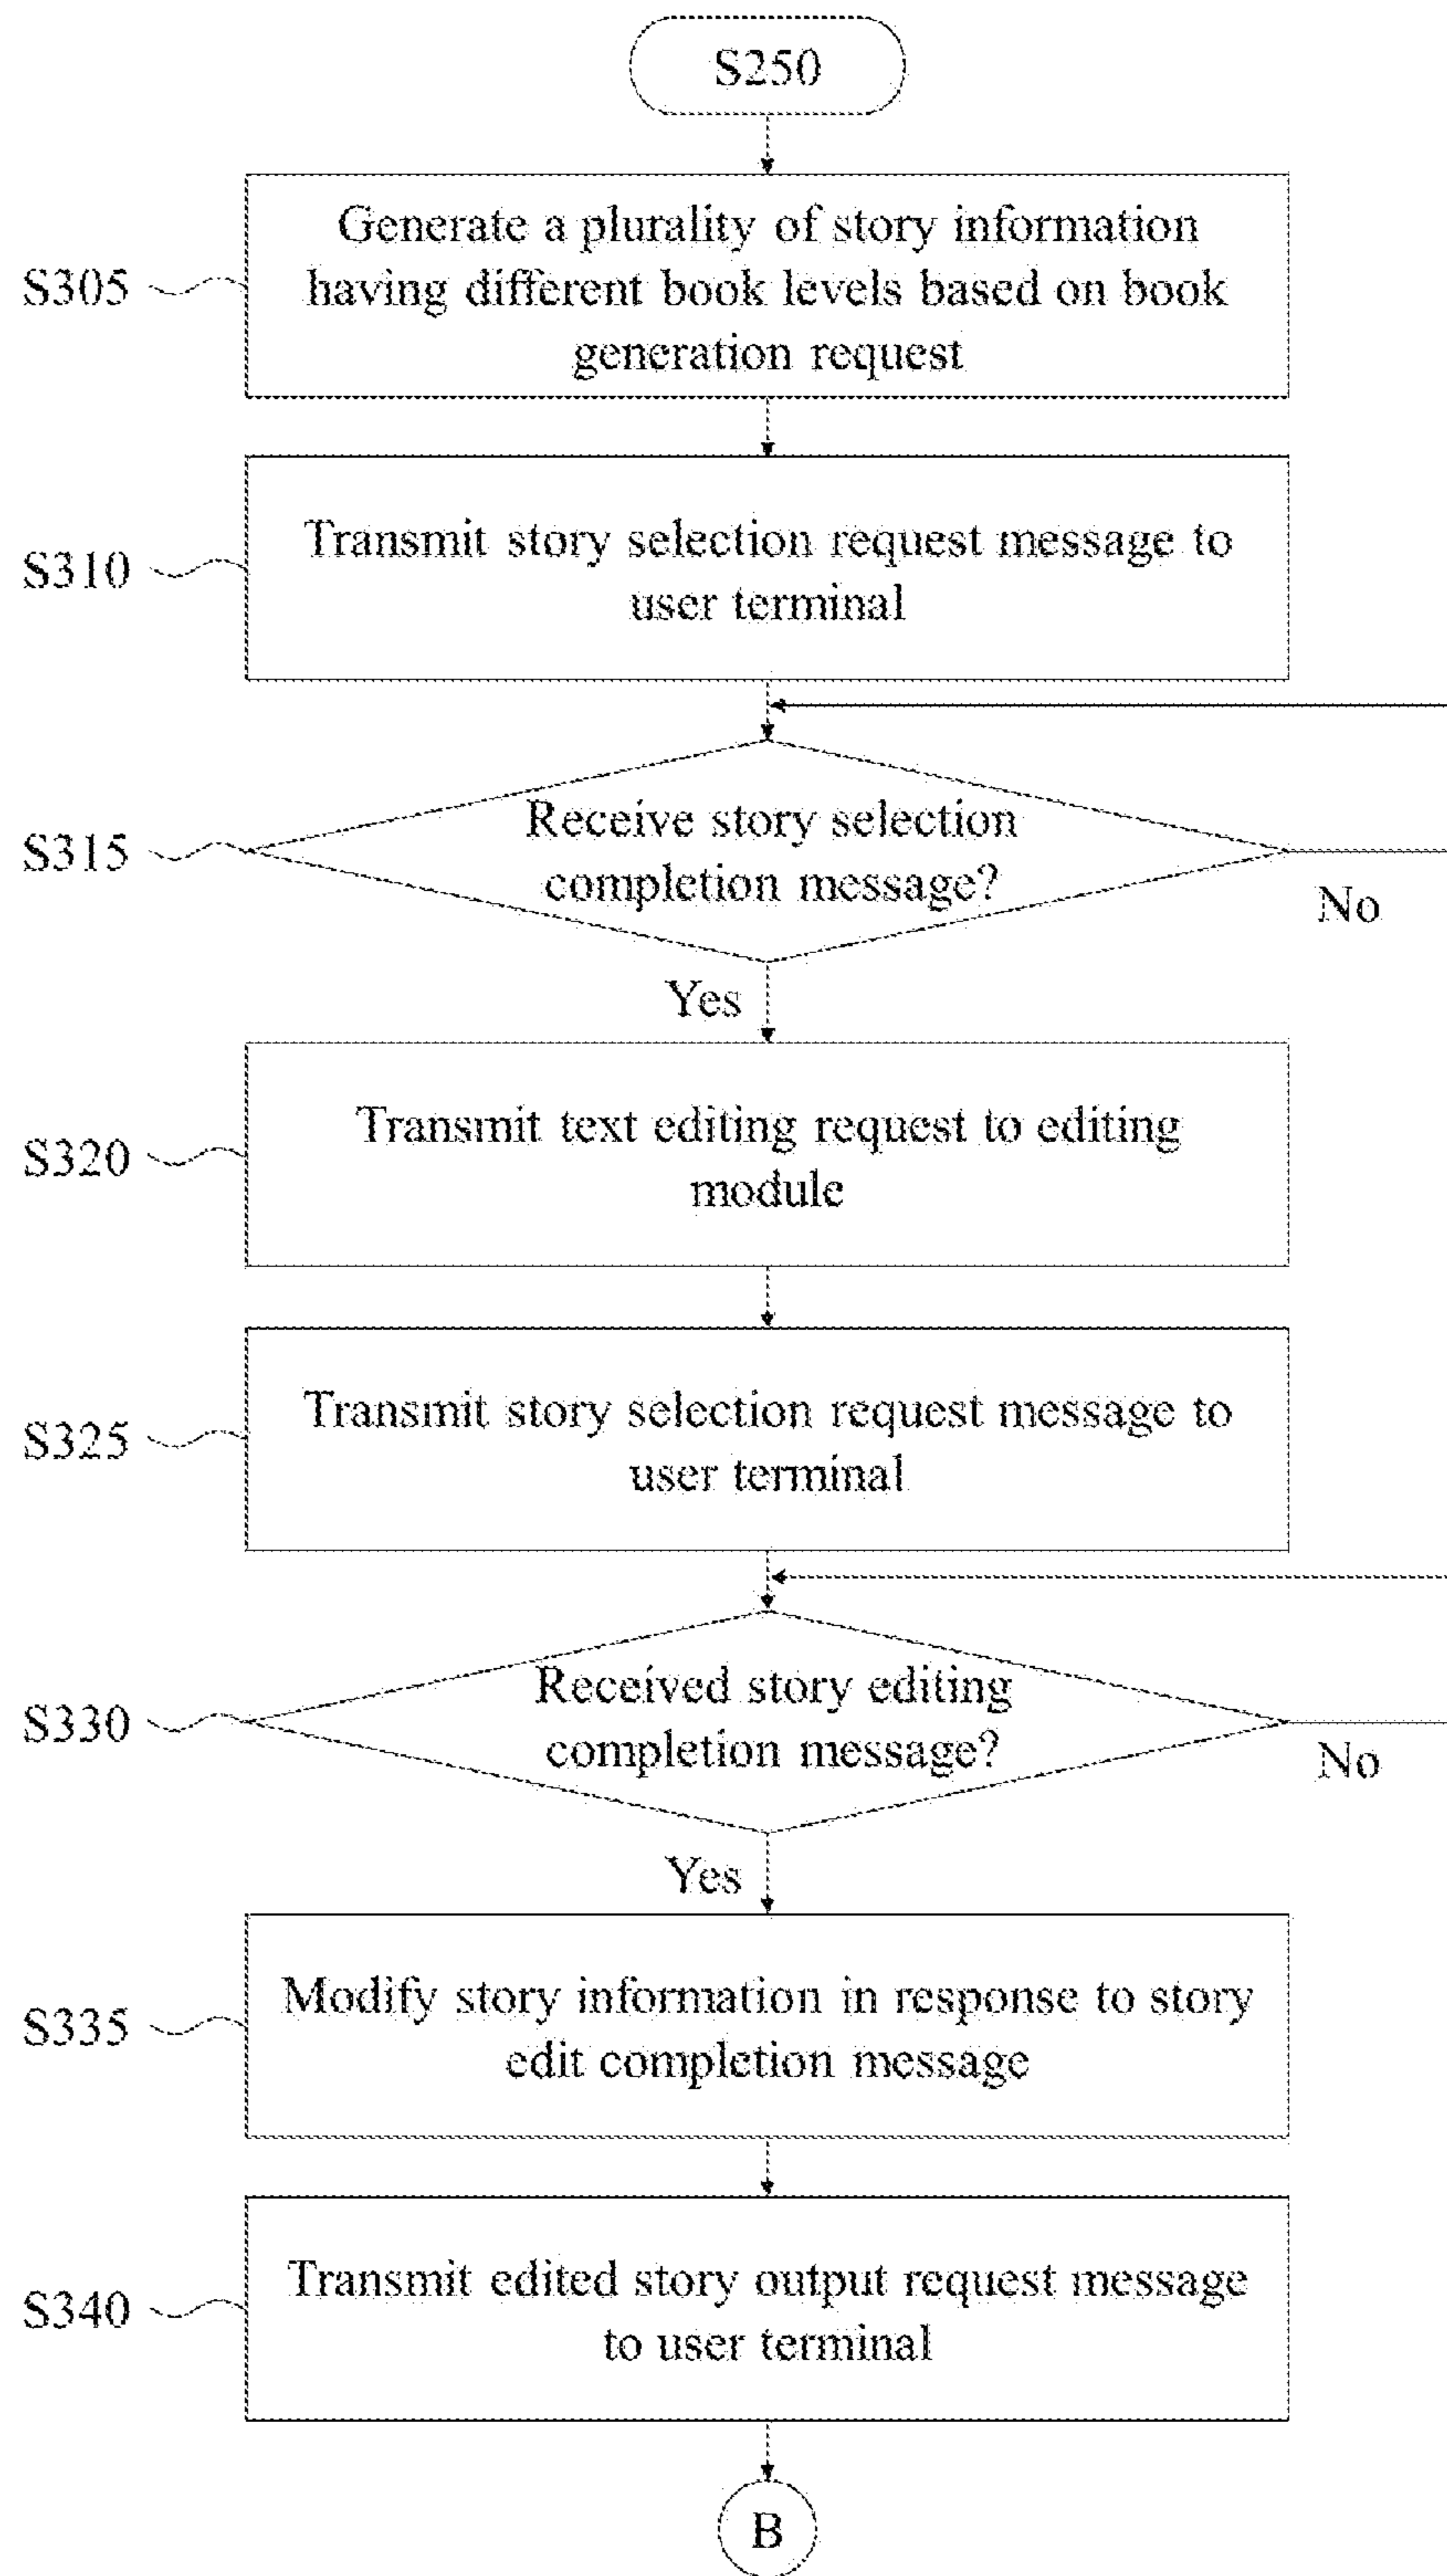 S250
Generate a plurality of story information
having different book levels based on book
generation request
S305
Transmit story selection request message to
user terminal
S310
Receive story selection
completion message?
S315
No
Yes
Transmit text editing request to editing
module
S320
Transmit story selection request message to
user terminal
S325
Received story editing
completion message?
S330
No
Yes
Modify story information in response to story
edit completion message
S335
Transmit edited story output request message
to user terminal
S340
B